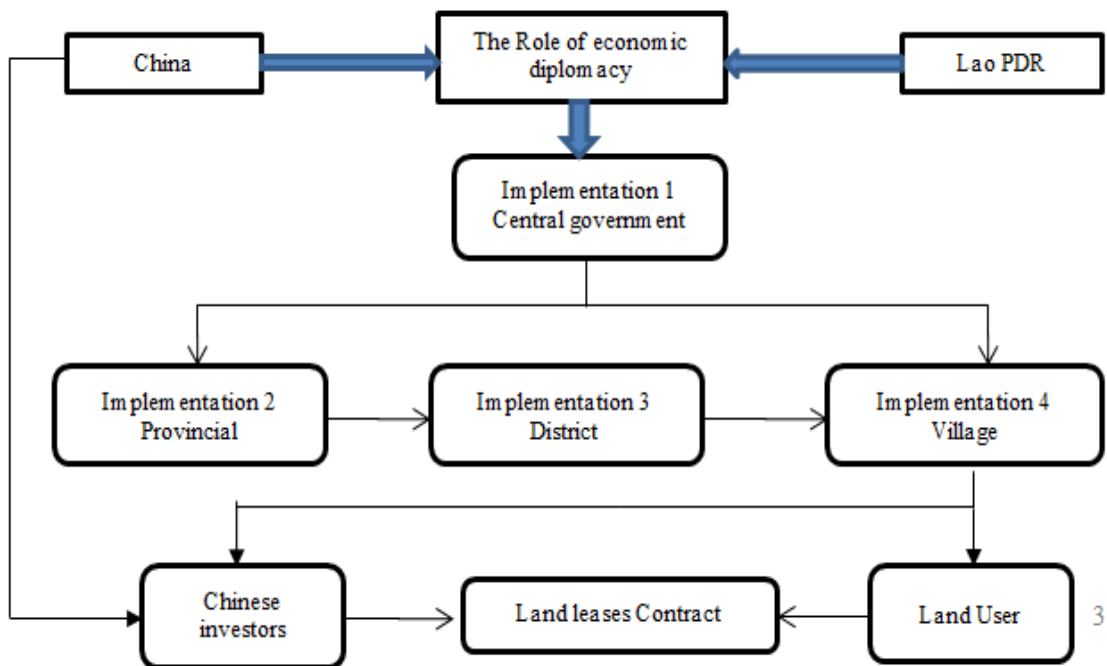 China
The Role of economic
diplomacy
Lao PDR
Implementation 1
Central government
Implementation 2
Provincial
Implementation 3
District
Implementation 4
Village
Chinese
investors
Land leases Contract
Land User
3